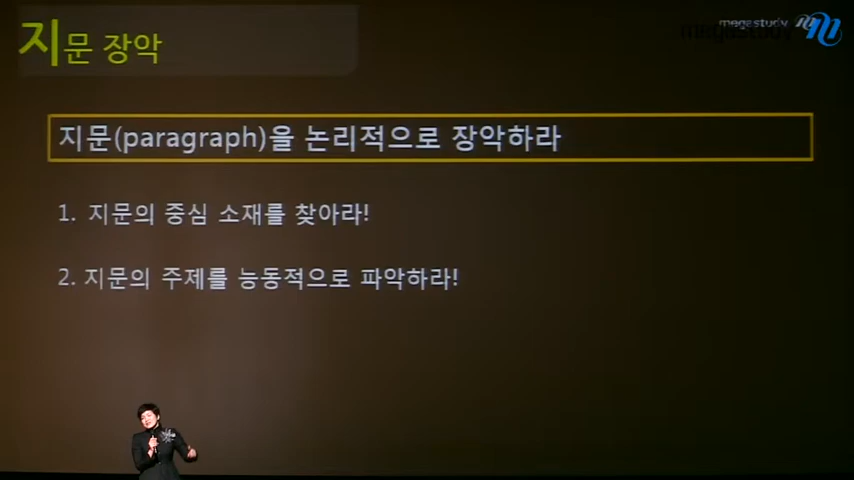 지문 장악
megastudy
지문(paragraph)을 논리적으로 장악하라
1. 지문의 중심 소재를 찾아라!
2. 지문의 주제를 능동적으로 파악하라!